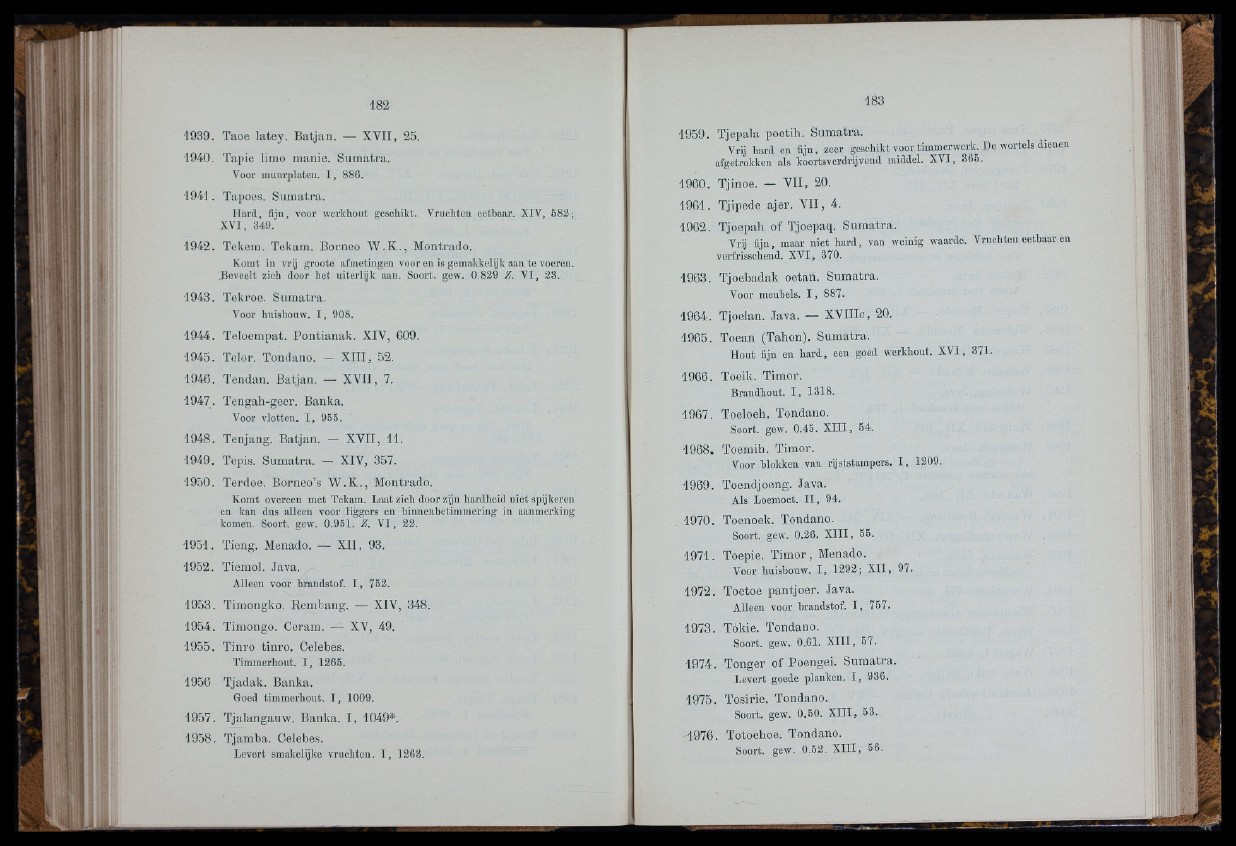 182
1939. Taoe latey. Batjan. — XVII, 25.
1940. Tapie limo manie. Sumatra.
Voor muurplaten. I, 886.
1941. Tapoes. Sumatra.
Hard, fijn, voor werkhout geschikt. Vruchten eetbaar. XIV, 582;
XVI, 349.
1942. Tekem. Tekam. Borneo W.K., Montrado.
Komt in vrij groote afmetingen voor en is gemakkelijk aan te voeren.
Beveelt zich door het uiterlijk aan. Soort. gew. 0.829 Z. VI, 23.
1943. Tekroe. Sumatra.
Voor huisbouw. I, 908.
1944. Teloempat. Pontianak. XIV, 609.
1945. Telor. Tondano. — XIII, 52.
1946. Tendan. Batjan. — XVII, 7.
1947. Tengah-geer. Banka.
Voor vlotten. I, 955.
1948. Tenjang. Batjan. — XVII, 11.
1949. Tepis. Sumatra. — XIV, 357.
1950. Terdoe. Borneo's W.K., Montrado.
Komt overeen met Tekam. Laat zich door zijn hardheid niet spijkeren
en kan dus alleen voor liggers en binnenbetimmering in aanmerking
komen. Soort. gew. 0.951. Z. VI, 22.
1951. Tieng. Menado. — XII, 93.
1952. Tiemol. Java.
Alleen voor brandstof. I, 752.
1953. Timongko. Rembang. — XIV, 348.
1954. Timongo. Ceram. — XV, 49.
1955. Tinro tinro. Celebes.
Timmerhout. I, 1265.
1956 Tjadak. Banka.
Goed timmerhout. I, 1009.
1957. Tjalangauw. Banka. I, 1049*.
1958. Tjamba. Celebes.
Levert smakelijke vruchten. I, 1263.
183
1959. Tjepala poetih. Sumatra.
Vrij hard en fijn, zeer geschikt voor timmerwerk. De wortels dienen
afgetrokken als koortsverdrijvend middel. XVI, 365.
1960. Tjinoe. — VII, 20.
1961. Tjipede ajer. VII, 4.
1962. Tjoepah of Tjoepaq. Sumatra.
Vrij fijn, maar niet hard, van weinig waarde. Vruchten eetbaar en
verfrisschend. XVI, 370.
1963. Tjoebadak oetan. Sumatra.
Voor meubels. I, 887.
1964. Tjoelan. Java. — XVIIIc, 20.
1965. Toean (Tahon). Sumatra.
Hout fijn en hard, een goed werkhout. XVI, 371.
1966. Toeik. Timor.
Brandhout. I, 1318.
1967. Toeloeh. Tondano.
Soort. gew. 0.45. XIII, 54.
1968. Toemih. Timor.
Voor blokken van rijststampers. I, 1209.
1969. Toendjoeng. Java.
Als Loemoet. II, 94.
1970. Toenoek. Tondano.
Soort. gew. 0.26. XIII, 55.
1971. Toepie. Timor, Menado.
Voor huisbouw. I, 1292; XII, 97.
1972. Toetoe pantjoer. Java.
Alleen voor brandstof. I, 757.
1973. Tokie. Tondano.
Soort. gew. 0.61. XIII, 57.
1974. Tonger of Poengei. Sumatra.
Levert goede planken. I, 936.
1975. Tosirie. Tondano.
Soort. gew. 0.50. XIII, 53.
1976. Totoehoe. Tondano.
Soort. gew. 0.52. XIII, 56.